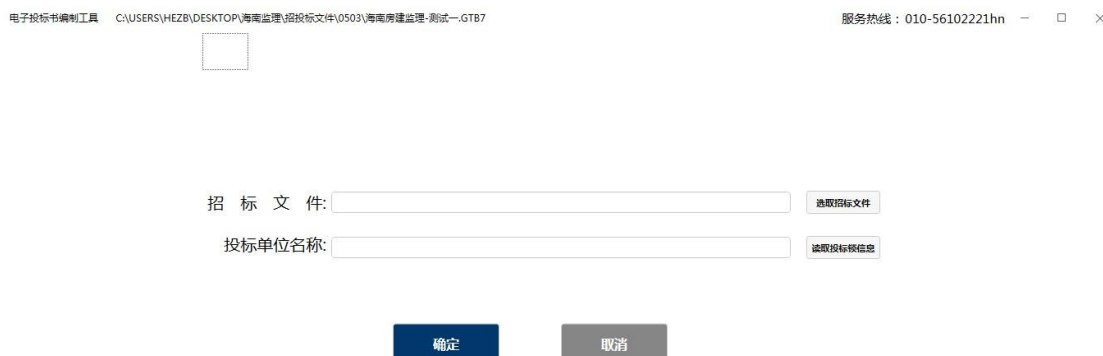 电子投标书编制工具 C:\USERS\HEZB\DESKTOP\海南监理\招投标文件\0503\海南房建监理-测试一.GTB7 服务热线：010-56102221hn
招 标 文 件: 选取招标文件
投标单位名称: 读取投标锁信息
确定 取消